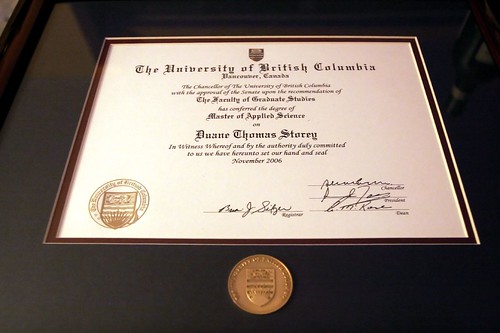 The University of British Columbia
Vancouver, Canada
The Chancellor of The University of British Columbia
with the approval of the Senate upon the recommendation of
The Faculty of Graduate Studies
has conferred the degree of
Master of Applied Science
on
Duane Thomas Storey
In Witness Whereof and by the authority duly committed
to us we have hereunto set our hand and seal
November 2006
Chancellor
President
Registrar
Dean